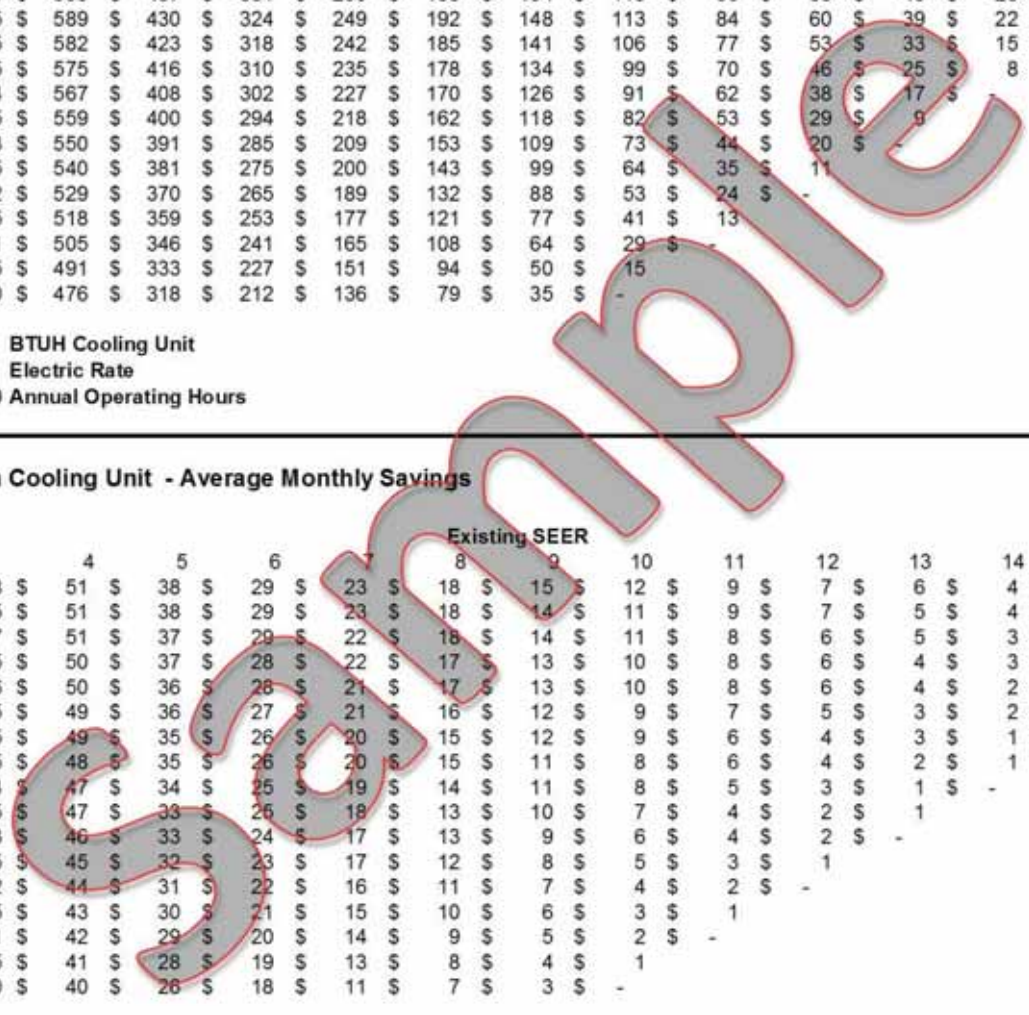 $ 589 $ 430 $ 324 $ 249 $ 192 $ 148 $ 113 $ 84 $ 60 $ 39 $ 22
$ 582 $ 423 $ 318 $ 242 $ 185 $ 141 $ 106 $ 77 $ 53 $ 33 $ 15
$ 575 $ 416 $ 310 $ 235 $ 178 $ 134 $ 99 $ 70 $ 46 $ 25 $ 8
$ 567 $ 408 $ 302 $ 227 $ 170 $ 126 $ 91 $ 62 $ 38 $ 17 $ -
$ 559 $ 400 $ 294 $ 218 $ 162 $ 118 $ 82 $ 53 $ 29 $ 9
$ 550 $ 391 $ 285 $ 209 $ 153 $ 109 $ 73 $ 44 $ 20 $ -
$ 540 $ 381 $ 275 $ 200 $ 143 $ 99 $ 64 $ 35 $ 11
$ 529 $ 370 $ 265 $ 189 $ 132 $ 88 $ 53 $ 24 $ -
$ 518 $ 359 $ 253 $ 177 $ 121 $ 77 $ 41 $ 13
$ 505 $ 346 $ 241 $ 165 $ 108 $ 64 $ 29 $ -
$ 491 $ 333 $ 227 $ 151 $ 94 $ 50 $ 15
$ 476 $ 318 $ 212 $ 136 $ 79 $ 35 $ -
BTUH Cooling Unit
Electric Rate
Annual Operating Hours
Cooling Unit - Average Monthly Savings
Existing SEER
4 5 6 7 8 9 10 11 12 13 14
$ 51 $ 38 $ 29 $ 23 $ 18 $ 15 $ 12 $ 9 $ 7 $ 6 $ 4
$ 51 $ 38 $ 29 $ 23 $ 18 $ 14 $ 11 $ 9 $ 7 $ 5 $ 4
$ 51 $ 37 $ 29 $ 22 $ 18 $ 14 $ 11 $ 8 $ 6 $ 5 $ 3
$ 50 $ 37 $ 28 $ 22 $ 17 $ 13 $ 10 $ 8 $ 6 $ 4 $ 3
$ 50 $ 36 $ 28 $ 21 $ 17 $ 13 $ 10 $ 8 $ 6 $ 4 $ 2
$ 49 $ 36 $ 27 $ 21 $ 16 $ 12 $ 9 $ 7 $ 5 $ 3 $ 2
$ 49 $ 35 $ 26 $ 20 $ 15 $ 12 $ 9 $ 6 $ 4 $ 3 $ 1
$ 48 $ 35 $ 26 $ 20 $ 15 $ 11 $ 8 $ 6 $ 4 $ 2 $ 1
$ 47 $ 34 $ 25 $ 19 $ 14 $ 11 $ 8 $ 5 $ 3 $ 1 $ -
$ 47 $ 33 $ 25 $ 18 $ 13 $ 10 $ 7 $ 4 $ 2 $ 1
$ 46 $ 33 $ 24 $ 17 $ 13 $ 9 $ 6 $ 4 $ 2 $ -
$ 45 $ 32 $ 23 $ 17 $ 12 $ 8 $ 5 $ 3 $ 1
$ 44 $ 31 $ 22 $ 16 $ 11 $ 7 $ 4 $ 2 $ -
$ 43 $ 30 $ 21 $ 15 $ 10 $ 6 $ 3 $ 1
$ 42 $ 29 $ 20 $ 14 $ 9 $ 5 $ 2 $ -
$ 41 $ 28 $ 19 $ 13 $ 8 $ 4 $ 1
$ 40 $ 26 $ 18 $ 11 $ 7 $ 3 $ -
Sample